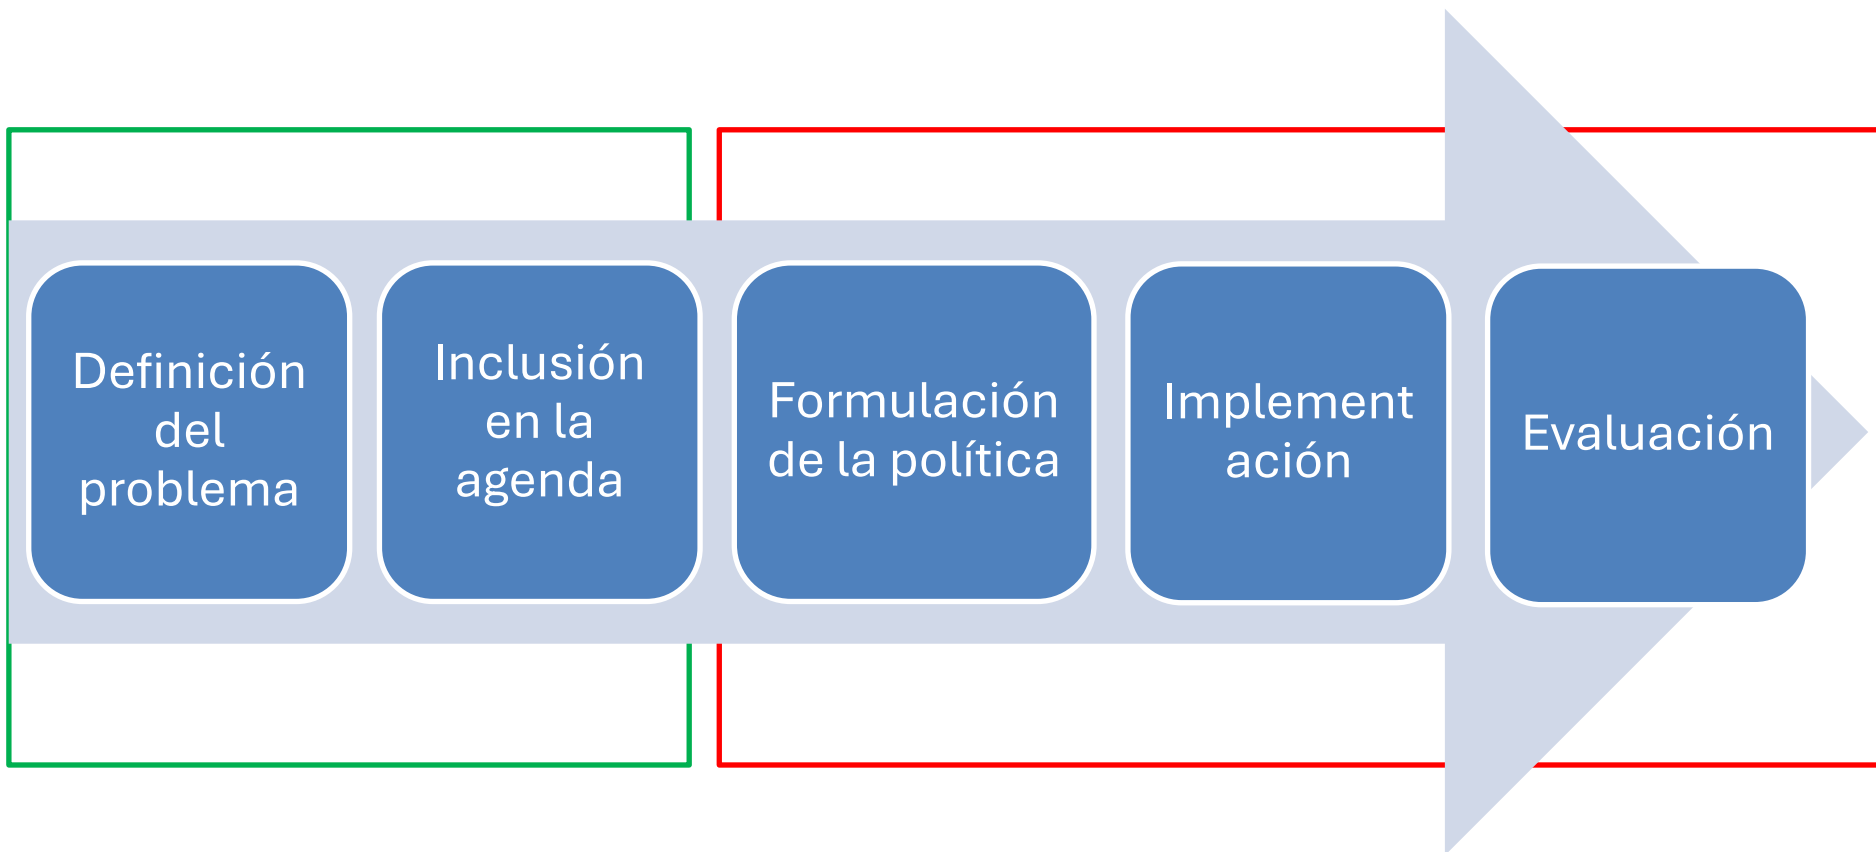 Definición
del
problema
Inclusión
en la
agenda
Formulación
de la política
Implement
ación
Evaluación